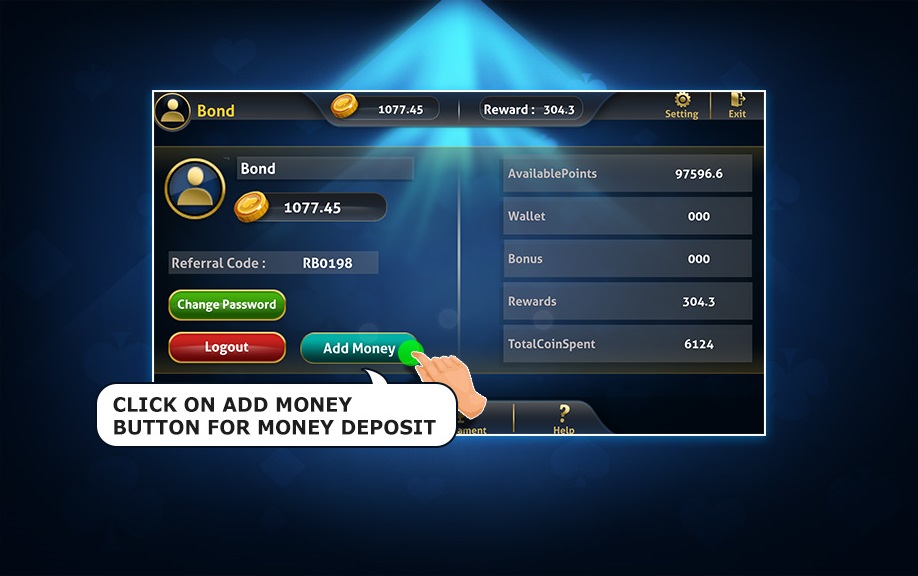 Bond
1077.45
Reward : 304.3
Setting
Exit
Bond
1077.45
Referral Code : RB0198
Change Password
Logout
Add Money
AvailablePoints 97596.6
Wallet 000
Bonus 000
Rewards 304.3
TotalCoinSpent 6124
CLICK ON ADD MONEY
BUTTON FOR MONEY DEPOSIT
Help